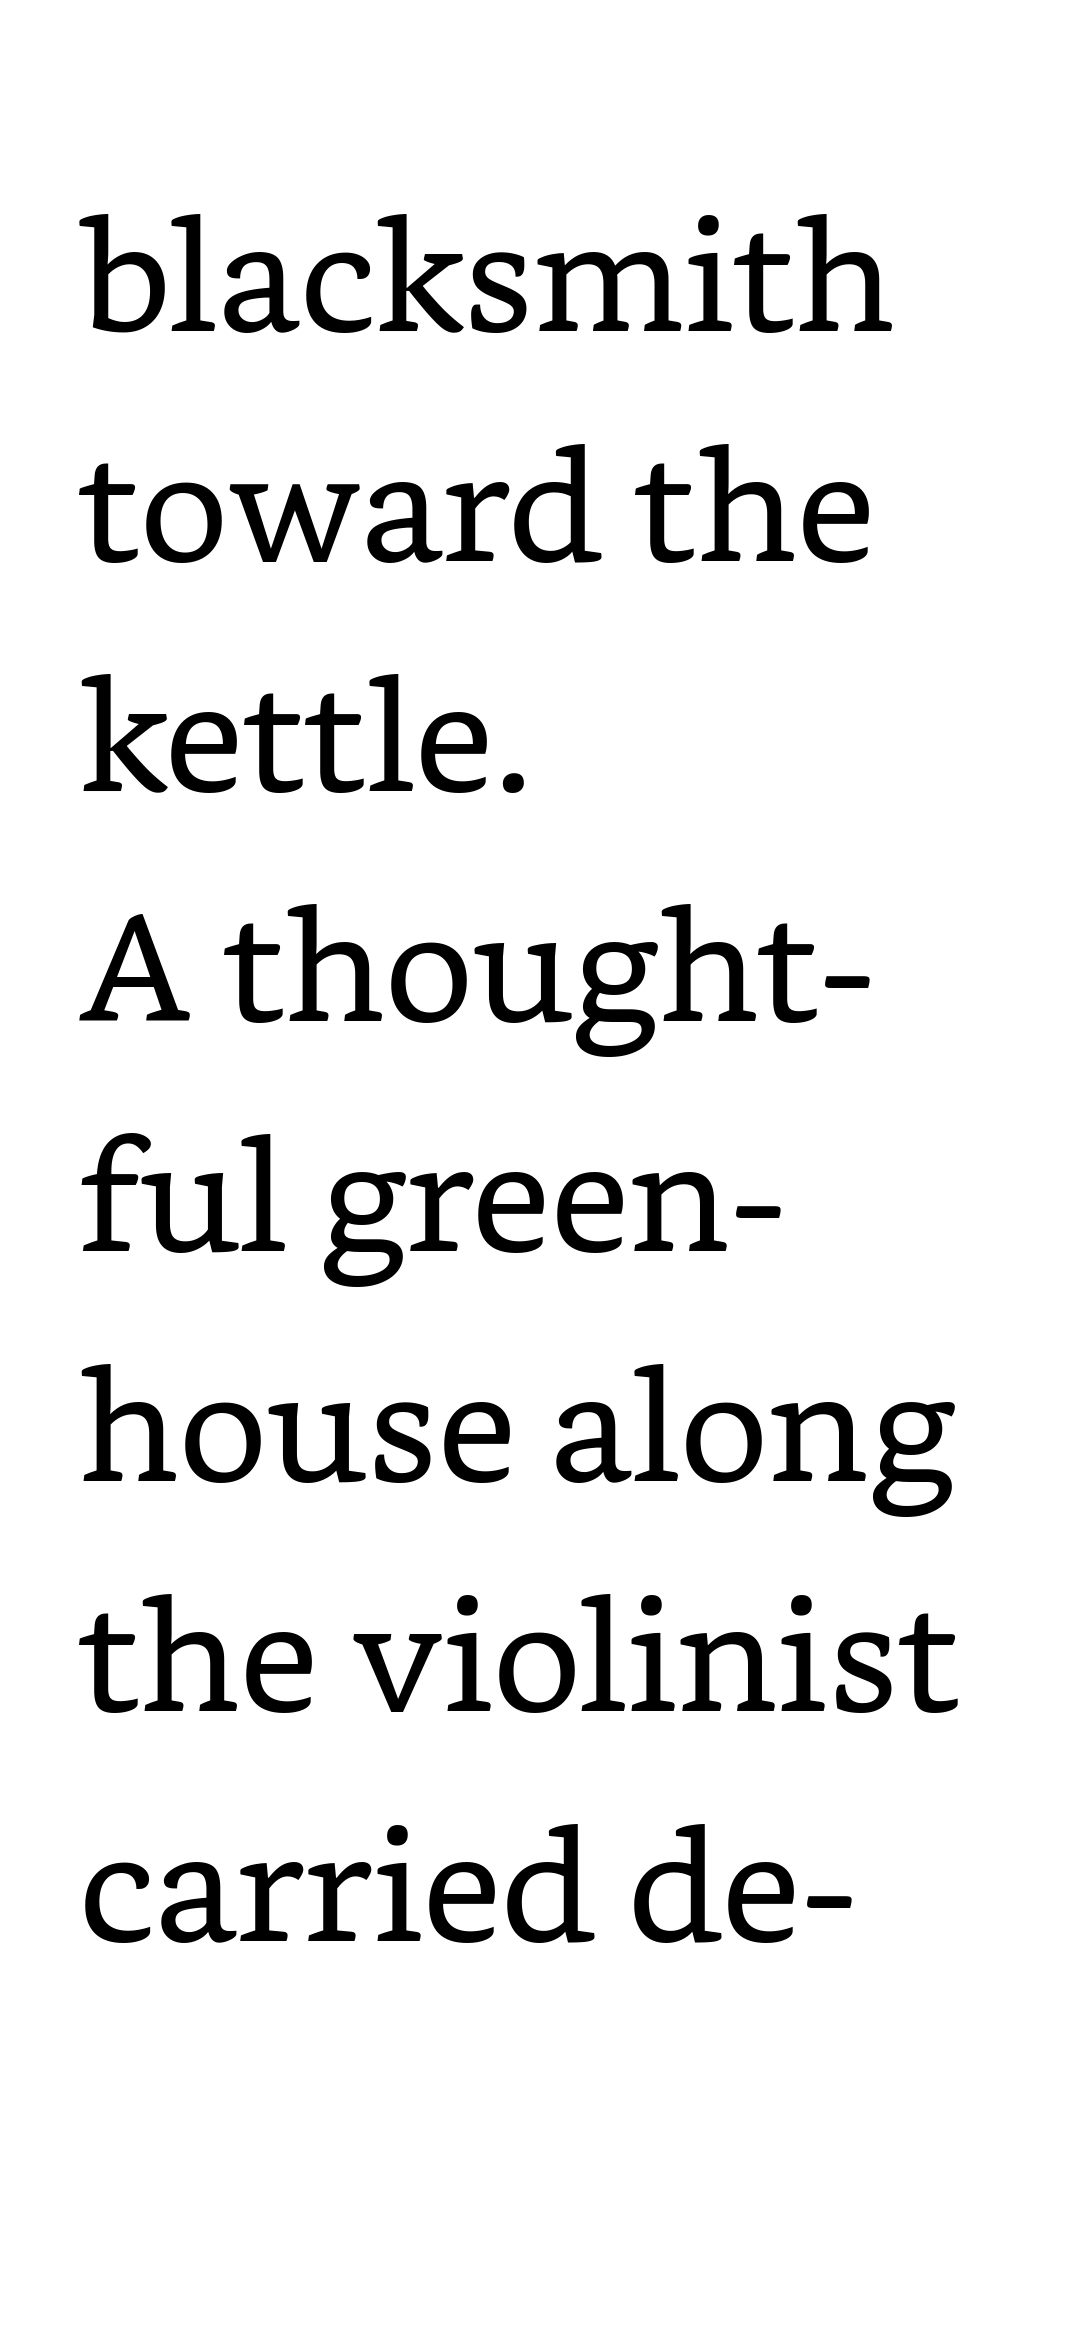 blacksmith
toward the
kettle.
A thought-
ful green-
house along
the violinist
carried de-